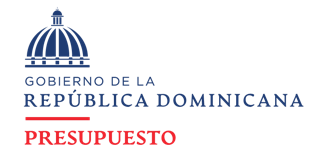 GOBIERNO DE LA
REPÚBLICA DOMINICANA
PRESUPUESTO